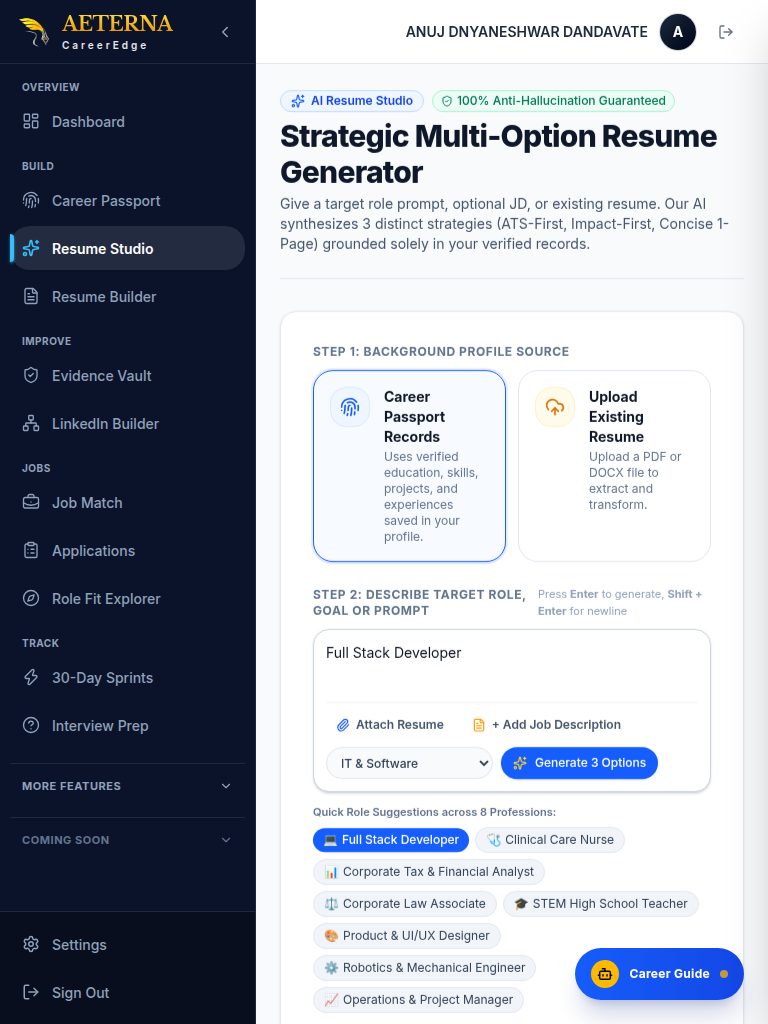 AETERNA
CareerEdge
OVERVIEW
Dashboard
BUILD
Career Passport
Resume Studio
Resume Builder
IMPROVE
Evidence Vault
LinkedIn Builder
JOBS
Job Match
Applications
Role Fit Explorer
TRACK
30-Day Sprints
Interview Prep
MORE FEATURES
COMING SOON
Settings
Sign Out
ANUJ DNYANESHWAR DANDAVATE
A
AI Resume Studio
100% Anti-Hallucination Guaranteed
Strategic Multi-Option Resume
Generator
Give a target role prompt, optional JD, or existing resume. Our AI
synthesizes 3 distinct strategies (ATS-First, Impact-First, Concise 1-
Page) grounded solely in your verified records.
STEP 1: BACKGROUND PROFILE SOURCE
Career
Passport
Records
Uses verified
education, skills,
projects, and
experiences
saved in your
profile.
Upload
Existing
Resume
Upload a PDF or
DOCX file to
extract and
transform.
STEP 2: DESCRIBE TARGET ROLE,
GOAL OR PROMPT
Press Enter to generate, Shift +
Enter for newline
Full Stack Developer
Attach Resume
+ Add Job Description
IT & Software
Generate 3 Options
Quick Role Suggestions across 8 Professions:
💻 Full Stack Developer
🩺 Clinical Care Nurse
📊 Corporate Tax & Financial Analyst
⚖️ Corporate Law Associate
🎓 STEM High School Teacher
🎨 Product & UI/UX Designer
⚙️ Robotics & Mechanical Engineer
📈 Operations & Project Manager
Career Guide